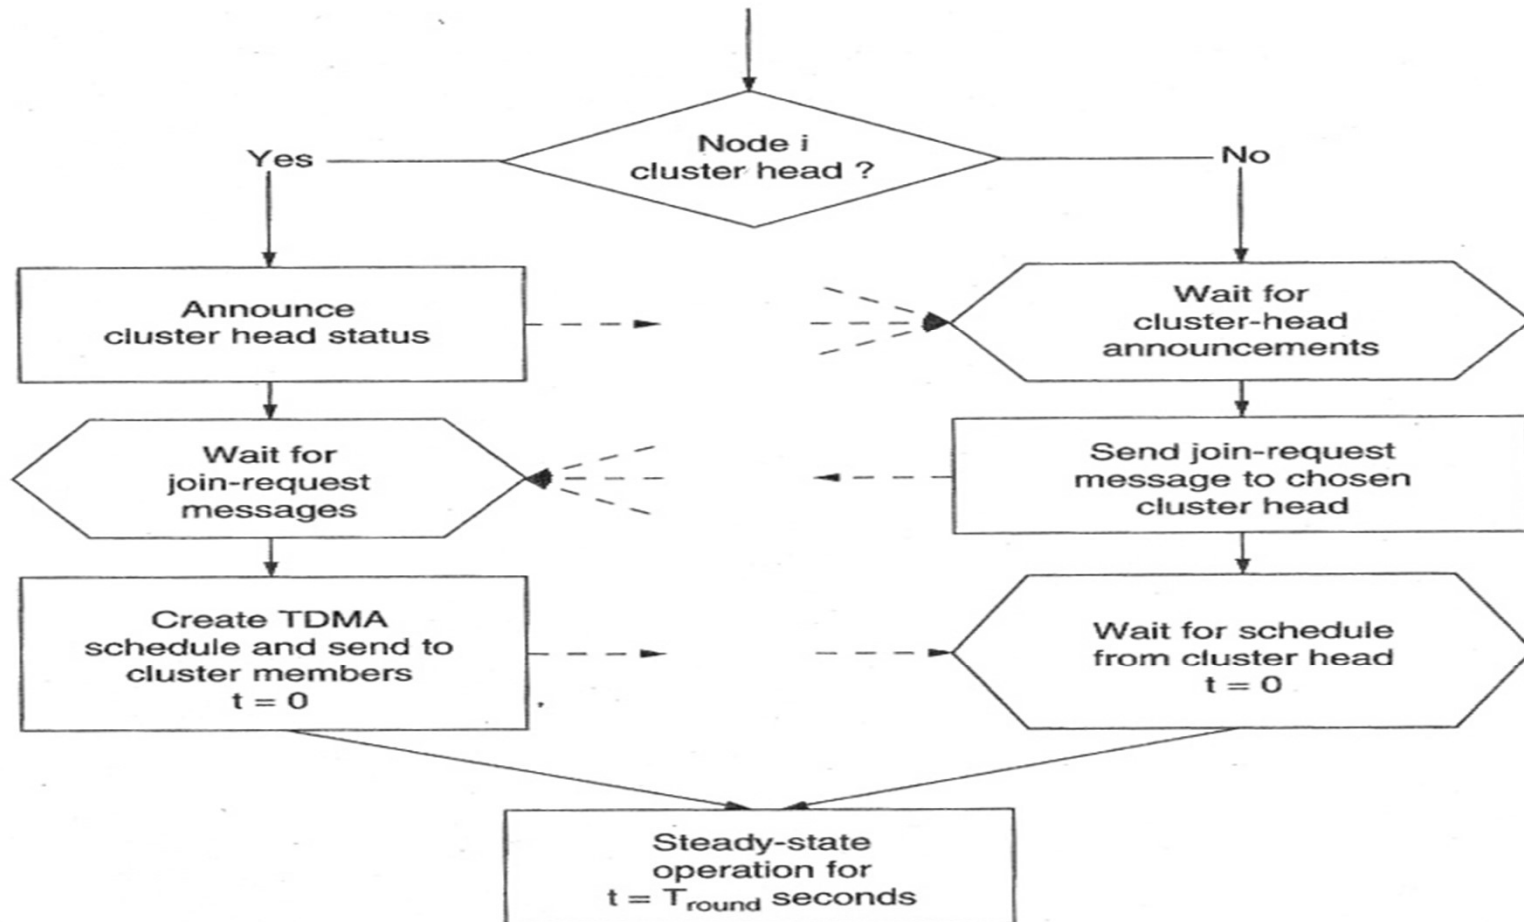 Node i
cluster head ?
Yes
No
Announce
cluster head status
Wait for
cluster-head
announcements
Wait for
join-request
messages
Send join-request
message to chosen
cluster head
Create TDMA
schedule and send to
cluster members
t = 0
Wait for schedule
from cluster head
t = 0
Steady-state
operation for
t = Tround seconds